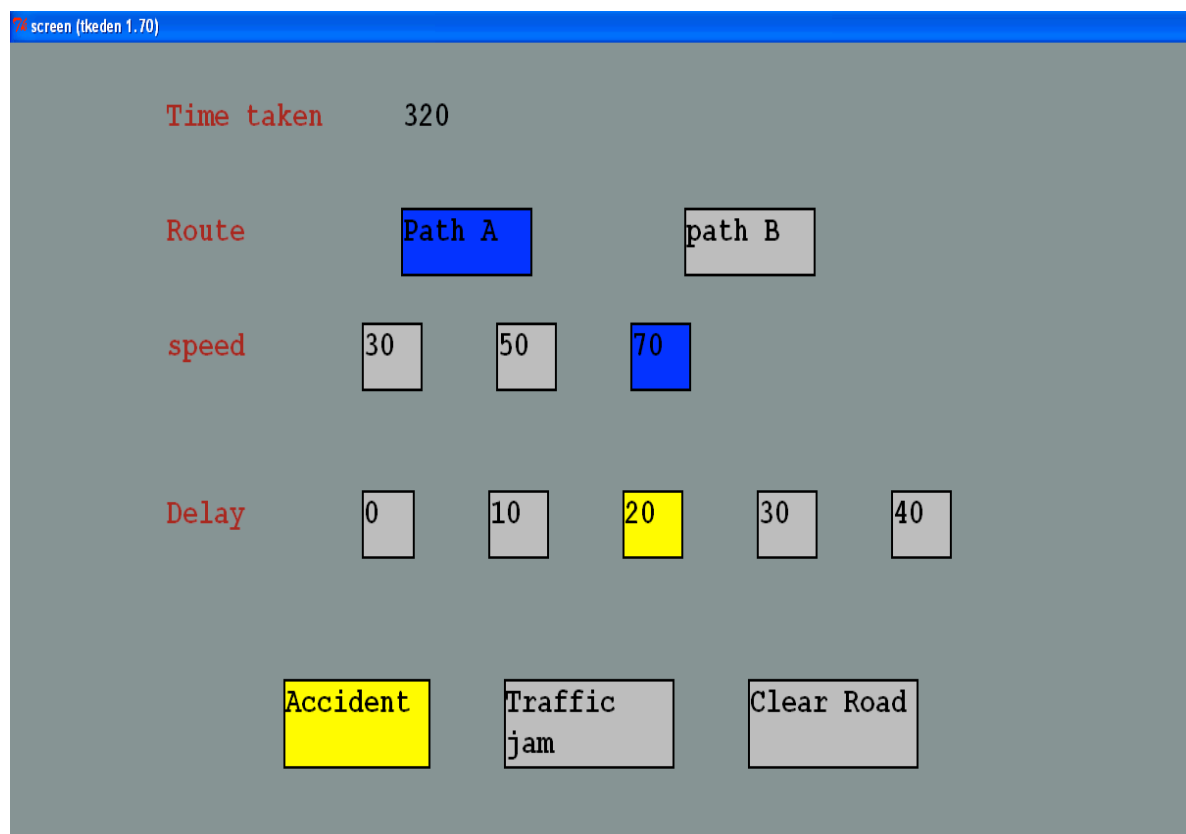 screen (tkeden 1.70)
Time taken 320
Route Path A path B
speed 30 50 70
Delay 0 10 20 30 40
Accident Traffic Clear Road
jam